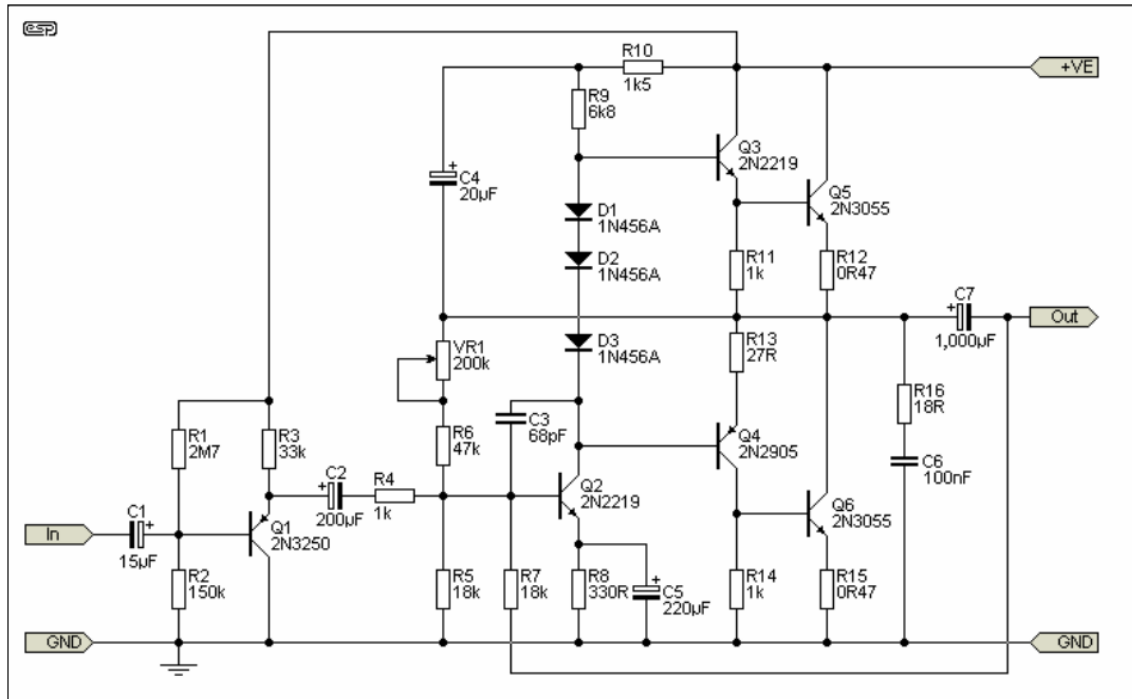 esp
R10
1k5
+VE
R9
6k8
Q3
2N2219
C4
20µF
Q5
2N3055
D1
1N456A
D2
1N456A
R11
1k
R12
0R47
C7
1,000µF
Out
VR1
200k
D3
1N456A
R13
27R
R1
2M7
R3
33k
R6
47k
C3
68pF
R16
18R
Q4
2N2905
C6
100nF
C2
200µF
R4
1k
Q2
2N2219
In
C1
15µF
Q1
2N3250
Q6
2N3055
R2
150k
R5
18k
R7
18k
R8
330R
C5
220µF
R14
1k
R15
0R47
GND
GND